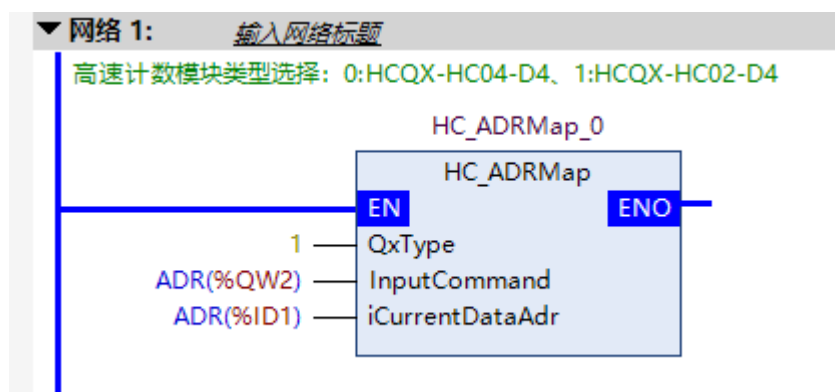 网络 1: 输入网络标题
高速计数模块类型选择：0:HCQX-HC04-D4、1:HCQX-HC02-D4
HC_ADRMap_0
HC_ADRMap
EN ENO
1 QxType
ADR(%QW2) InputCommand
ADR(%ID1) iCurrentDataAdr